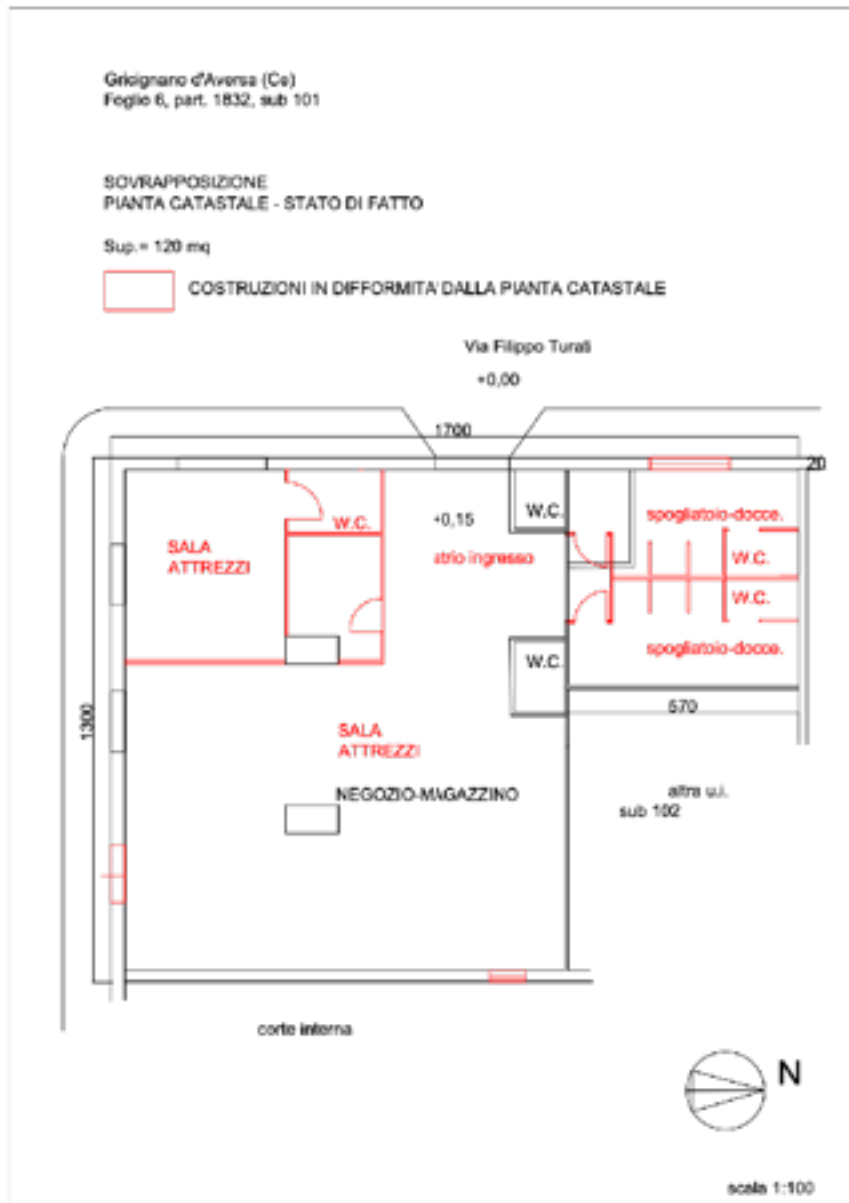 Gricignano d'Aversa (Ce)
Foglio 6, part. 1832, sub 101
SOVRAPPOSIZIONE
PIANTA CATASTALE - STATO DI FATTO
Sup.= 120 mq
COSTRUZIONI IN DIFFORMITA' DALLA PIANTA CATASTALE
Via Filippo Turati
+0,00
1700
20
W.C.
+0,15
W.C.
spogliatoio-docce.
SALA
ATTREZZI
atrio ingresso
W.C.
W.C.
W.C.
spogliatoio-docce.
570
1300
SALA
ATTREZZI
NEGOZIO-MAGAZZINO
altra u.i.
sub 102
corte interna
N
scala 1:100